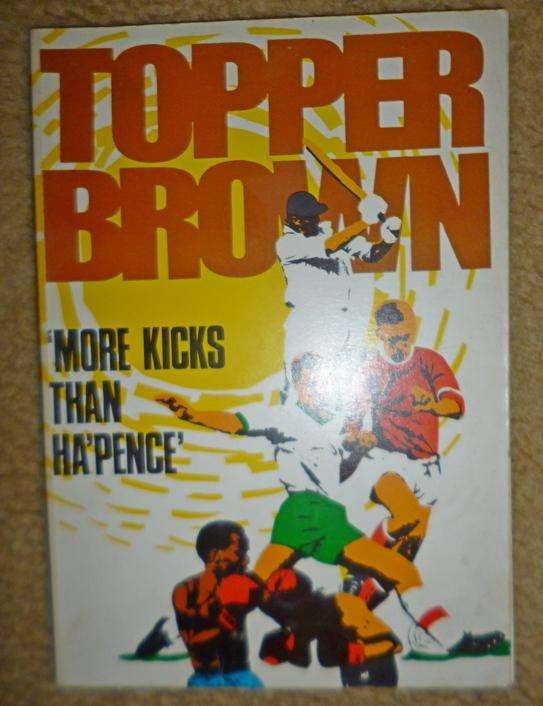 TOPPER
BROWN
'MORE KICKS
THAN
HA'PENCE'